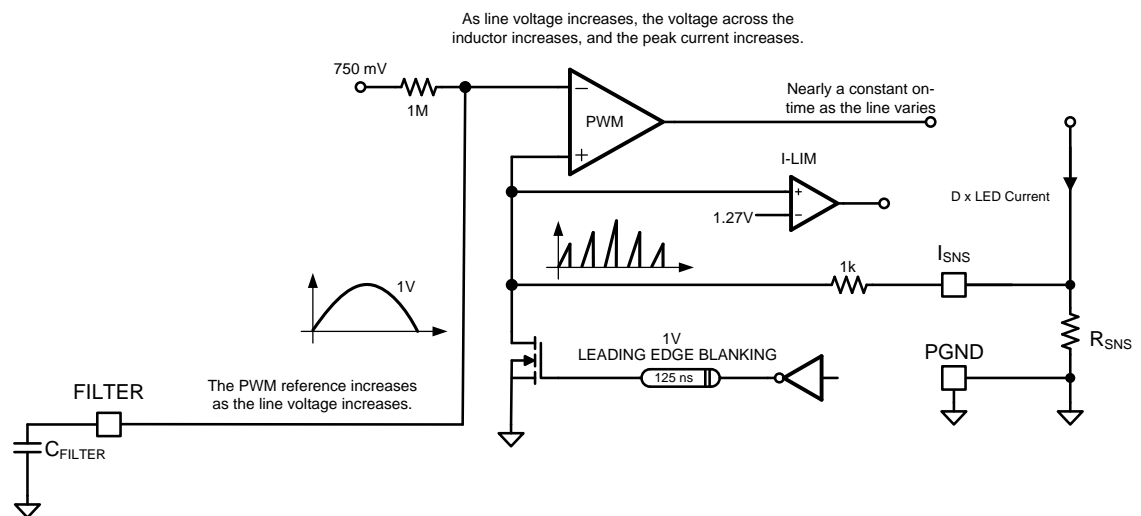 As line voltage increases, the voltage across the
inductor increases, and the peak current increases.
750 mV
1M
PWM
Nearly a constant on-
time as the line varies
I-LIM
1.27V
D x LED Current
1k
ISNS
1V
1V
LEADING EDGE BLANKING
125 ns
PGND
RSNS
The PWM reference increases
as the line voltage increases.
FILTER
CFILTER